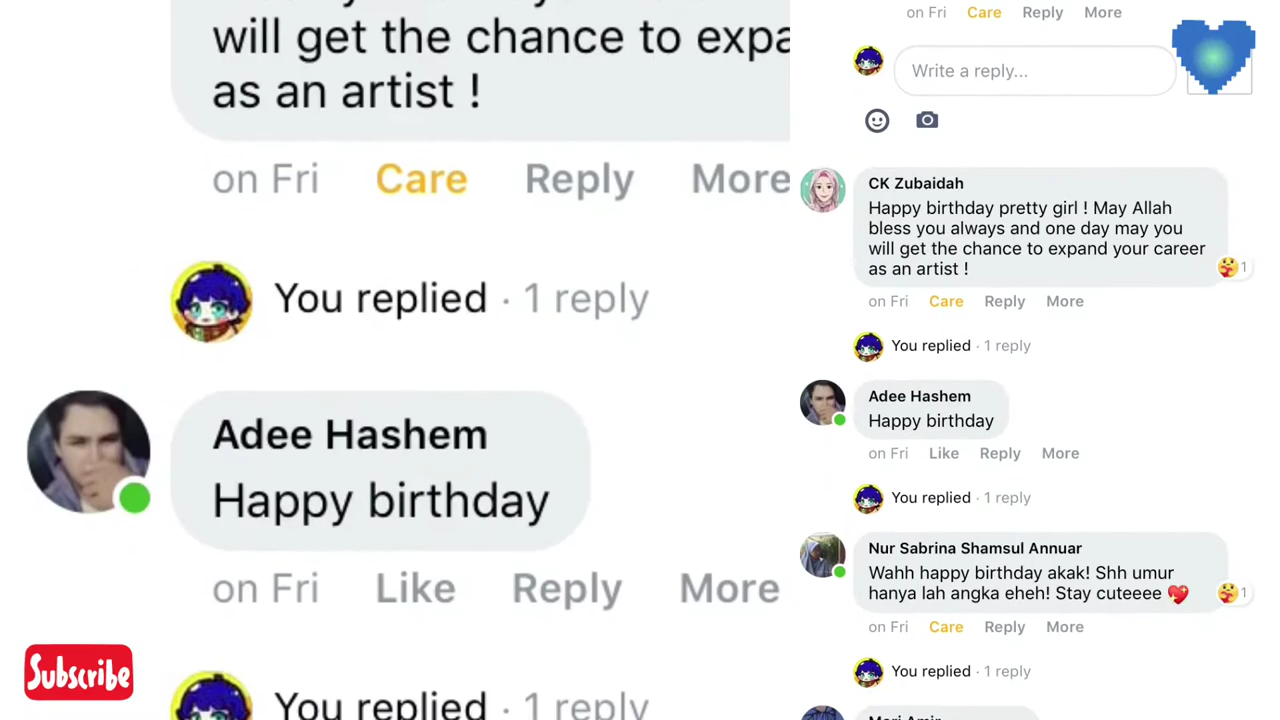 will get the chance to expa
as an artist !
on Fri Care Reply More
You replied · 1 reply
Adee Hashem
Happy birthday
on Fri Like Reply More
You replied · 1 reply
Subscribe
on Fri Care Reply More
Write a reply...
CK Zubaidah
Happy birthday pretty girl ! May Allah
bless you always and one day may you
will get the chance to expand your career
as an artist !
1
on Fri Care Reply More
You replied · 1 reply
Adee Hashem
Happy birthday
on Fri Like Reply More
You replied · 1 reply
Nur Sabrina Shamsul Annuar
Wahh happy birthday akak! Shh umur
hanya lah angka eheh! Stay cuteeee 💖
1
on Fri Care Reply More
You replied · 1 reply